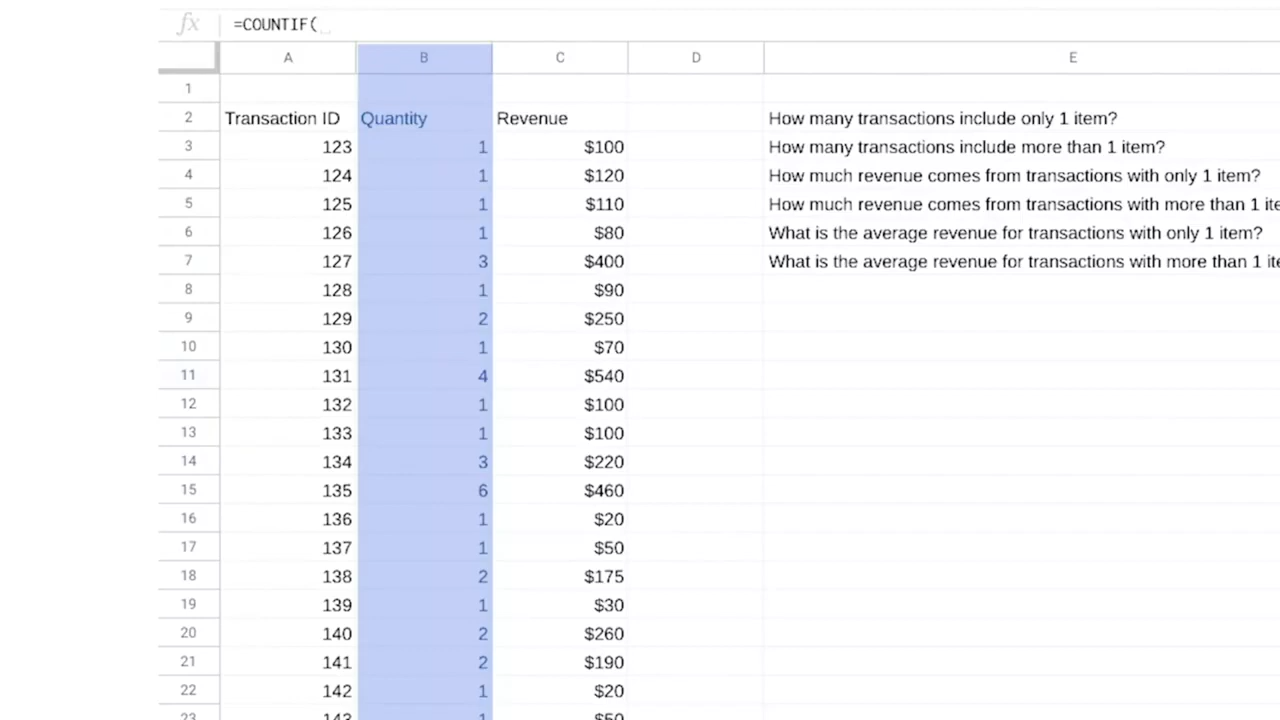 fx =COUNTIF(
A B C D E
1
2 Transaction ID Quantity Revenue How many transactions include only 1 item?
3 123 1 $100 How many transactions include more than 1 item?
4 124 1 $120 How much revenue comes from transactions with only 1 item?
5 125 1 $110 How much revenue comes from transactions with more than 1 ite
6 126 1 $80 What is the average revenue for transactions with only 1 item?
7 127 3 $400 What is the average revenue for transactions with more than 1 ite
8 128 1 $90
9 129 2 $250
10 130 1 $70
11 131 4 $540
12 132 1 $100
13 133 1 $100
14 134 3 $220
15 135 6 $460
16 136 1 $20
17 137 1 $50
18 138 2 $175
19 139 1 $30
20 140 2 $260
21 141 2 $190
22 142 1 $20
23 143 1 $50